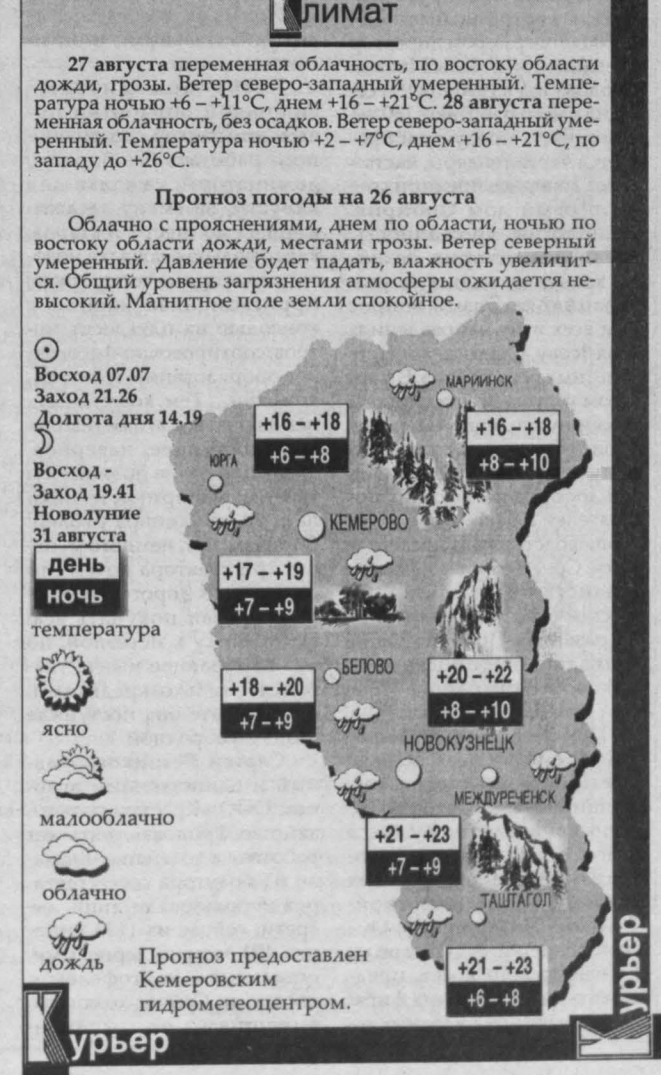 Климат
27 августа переменная облачность, по востоку области
дожди, грозы. Ветер северо-западный умеренный. Темпе-
ратура ночью +6 – +11°С, днем +16 – +21°С. 28 августа пере-
менная облачность, без осадков. Ветер северо-западный уме-
ренный. Температура ночью +2 – +7°С, днем +16 – +21°С, по
западу до +26°С.
Прогноз погоды на 26 августа
Облачно с прояснениями, днем по области, ночью по
востоку области дожди, местами грозы. Ветер северный
умеренный. Давление будет падать, влажность увеличит-
ся. Общий уровень загрязнения атмосферы ожидается не-
высокий. Магнитное поле земли спокойное.
Восход 07.07
Заход 21.26
Долгота дня 14.19
Восход -
Заход 19.41
Новолуние
31 августа
день
ночь
температура
ясно
малооблачно
облачно
дождь
МАРИИНСК
+16 – +18
+6 – +8
+16 – +18
+8 – +10
ЮРГА
КЕМЕРОВО
+17 – +19
+7 – +9
БЕЛОВО
+18 – +20
+7 – +9
+20 – +22
+8 – +10
НОВОКУЗНЕЦК
МЕЖДУРЕЧЕНСК
+21 – +23
+7 – +9
ТАШТАГОЛ
+21 – +23
+6 – +8
Прогноз предоставлен
Кемеровским
гидрометеоцентром.
Курьер
Курьер